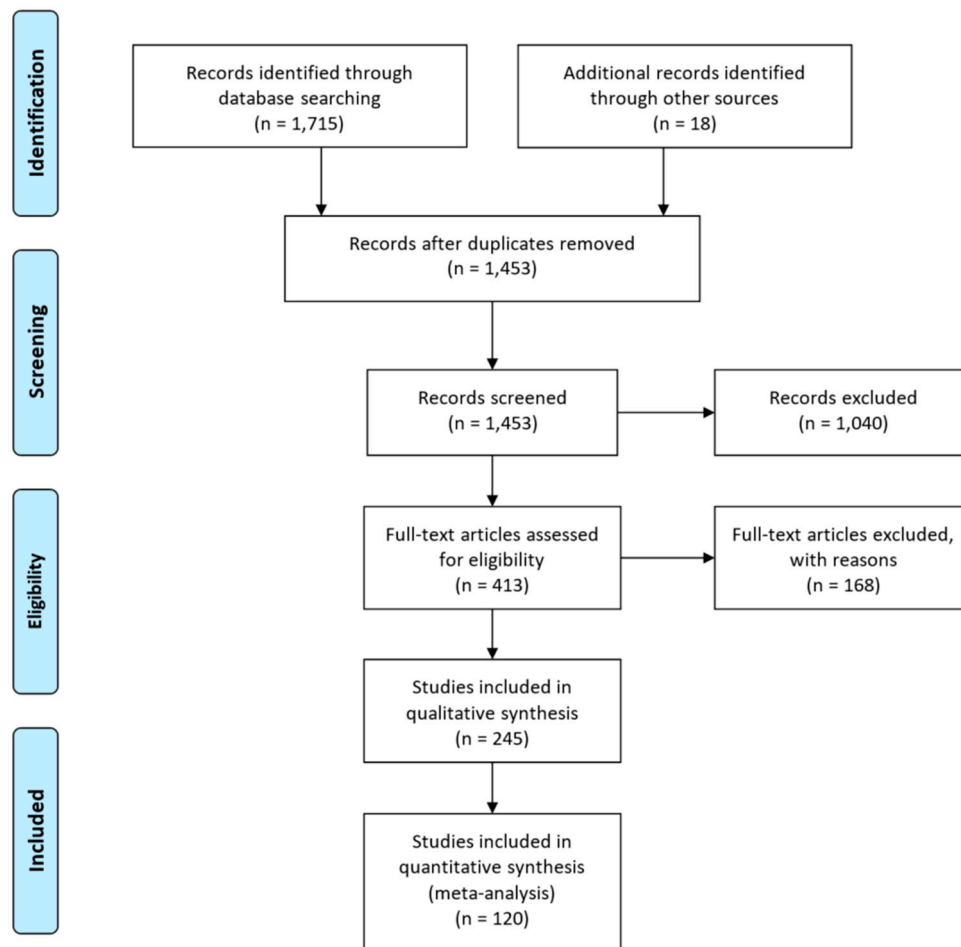 Identification
Records identified through
database searching
(n = 1,715)
Additional records identified
through other sources
(n = 18)
Records after duplicates removed
(n = 1,453)
Screening
Records screened
(n = 1,453)
Records excluded
(n = 1,040)
Eligibility
Full-text articles assessed
for eligibility
(n = 413)
Full-text articles excluded,
with reasons
(n = 168)
Studies included in
qualitative synthesis
(n = 245)
Included
Studies included in
quantitative synthesis
(meta-analysis)
n = 120)